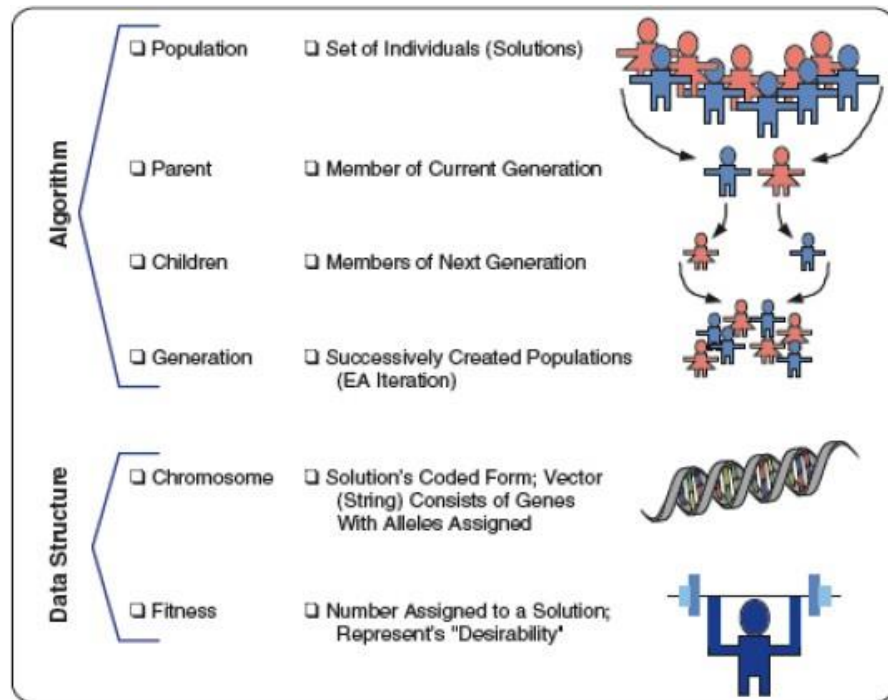 Algorithm
❑ Population ❑ Set of Individuals (Solutions)
❑ Parent ❑ Member of Current Generation
❑ Children ❑ Members of Next Generation
❑ Generation ❑ Successively Created Populations
(EA Iteration)
Data Structure
❑ Chromosome ❑ Solution's Coded Form; Vector
(String) Consists of Genes
With Alleles Assigned
❑ Fitness ❑ Number Assigned to a Solution;
Represent's "Desirability"